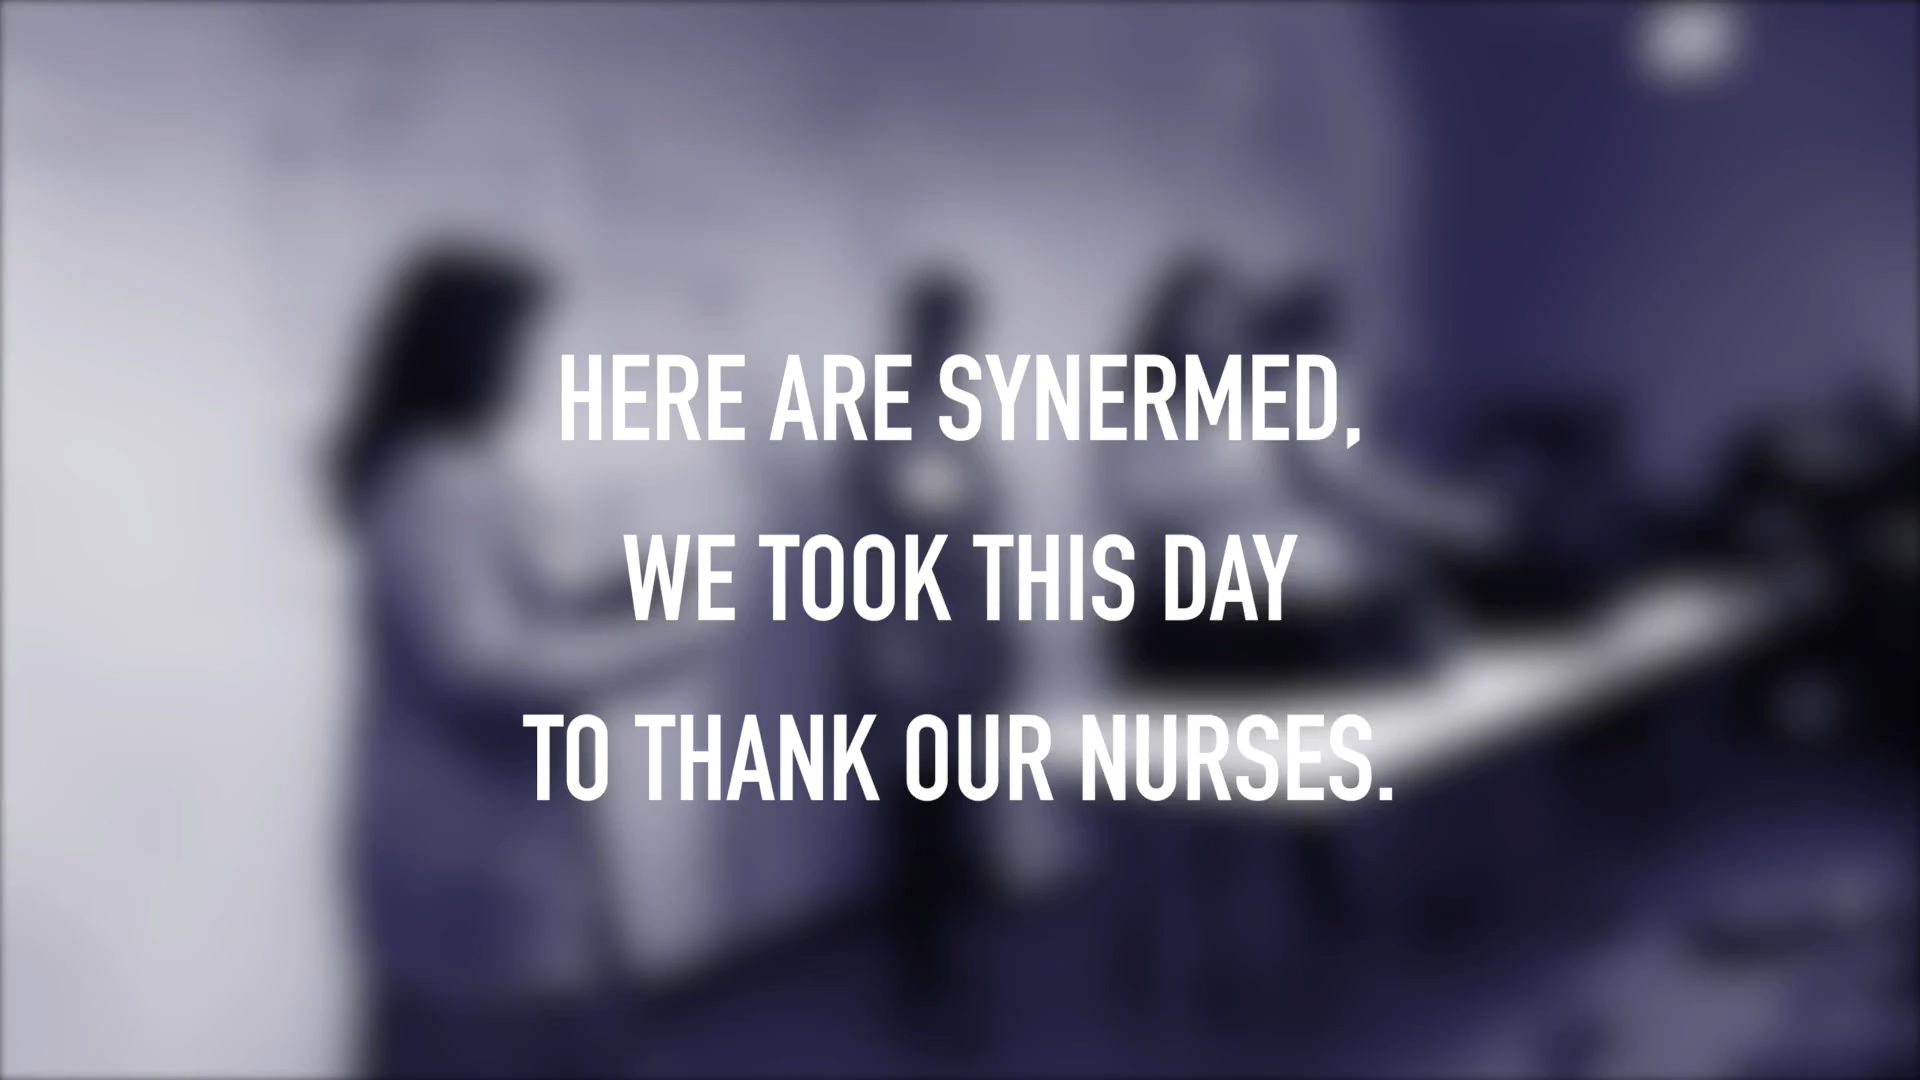 HERE ARE SYNERMED,
WE TOOK THIS DAY
TO THANK OUR NURSES.